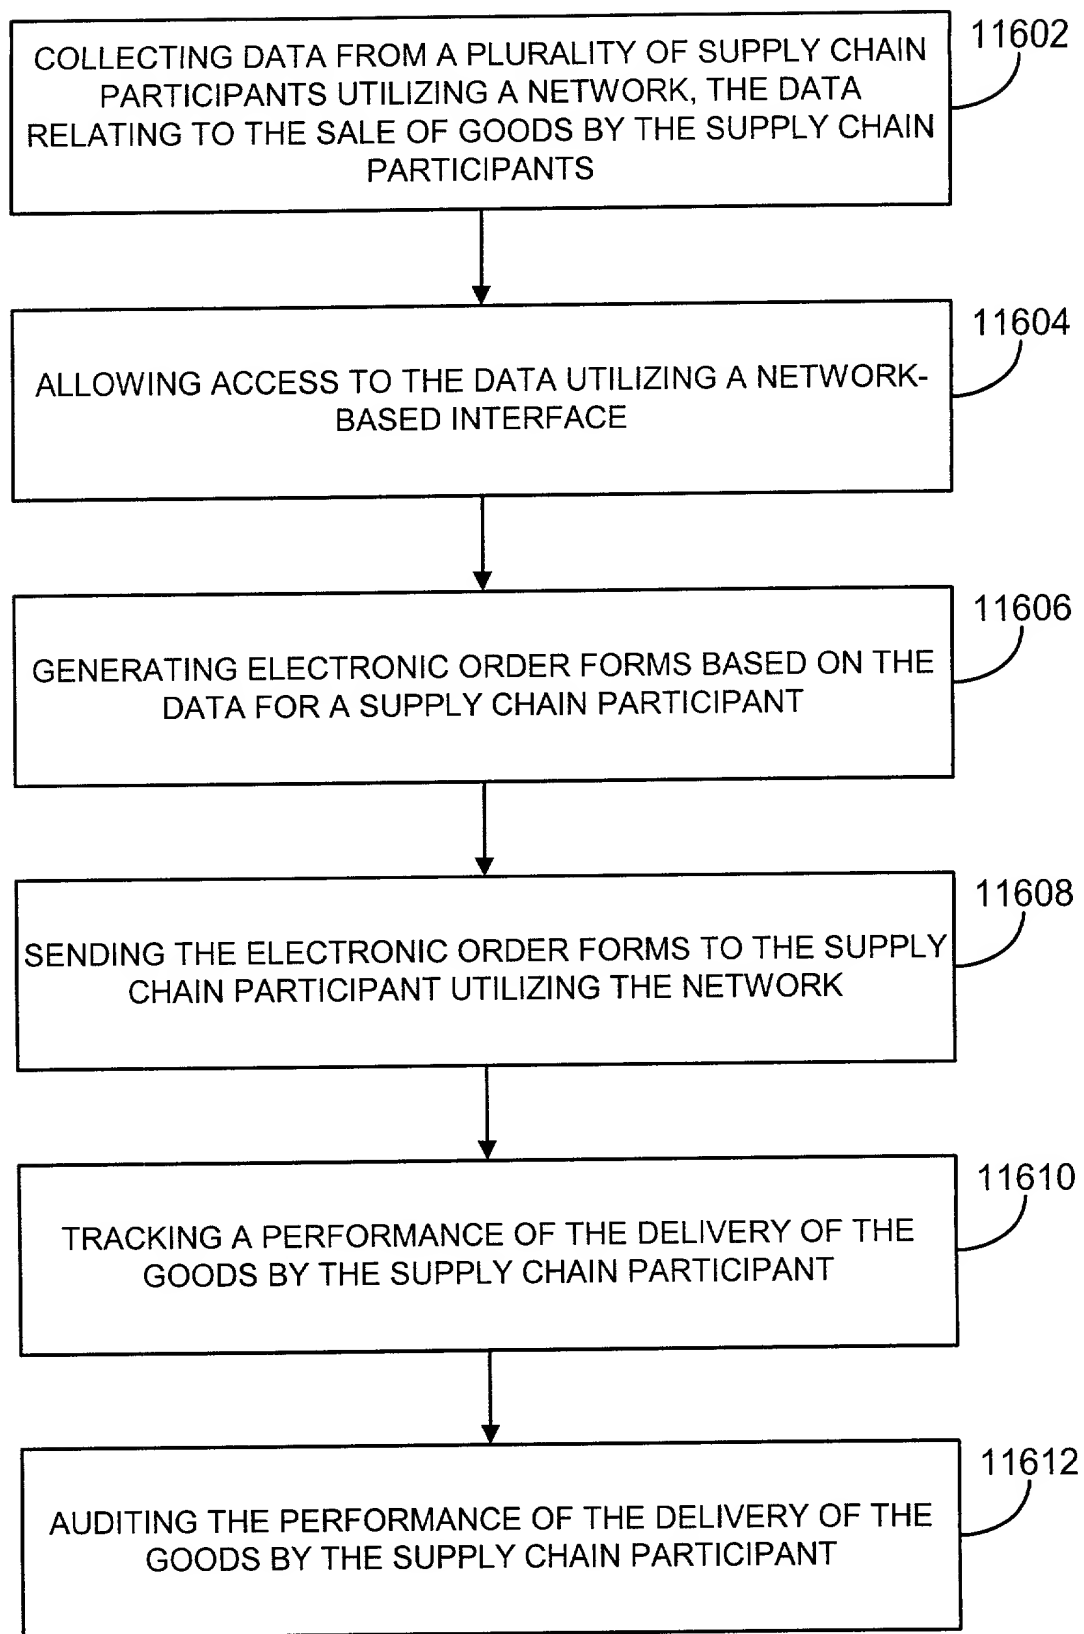 11602
COLLECTING DATA FROM A PLURALITY OF SUPPLY CHAIN
PARTICIPANTS UTILIZING A NETWORK, THE DATA
RELATING TO THE SALE OF GOODS BY THE SUPPLY CHAIN
PARTICIPANTS
11604
ALLOWING ACCESS TO THE DATA UTILIZING A NETWORK-
BASED INTERFACE
11606
GENERATING ELECTRONIC ORDER FORMS BASED ON THE
DATA FOR A SUPPLY CHAIN PARTICIPANT
11608
SENDING THE ELECTRONIC ORDER FORMS TO THE SUPPLY
CHAIN PARTICIPANT UTILIZING THE NETWORK
11610
TRACKING A PERFORMANCE OF THE DELIVERY OF THE
GOODS BY THE SUPPLY CHAIN PARTICIPANT
11612
AUDITING THE PERFORMANCE OF THE DELIVERY OF THE
GOODS BY THE SUPPLY CHAIN PARTICIPANT